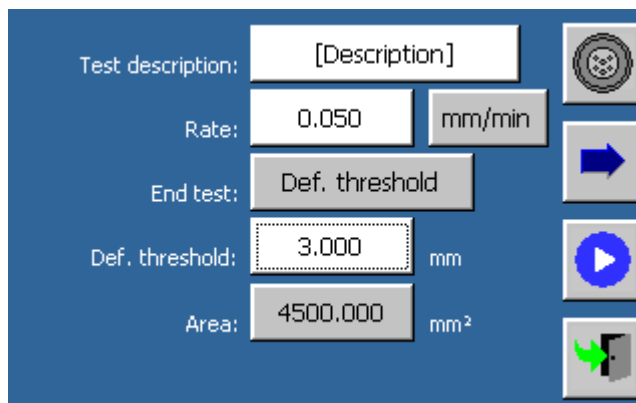 Test description: [Description]
Rate: 0.050 mm/min
End test: Def. threshold
Def. threshold: 3.000 mm
Area: 4500.000 mm²